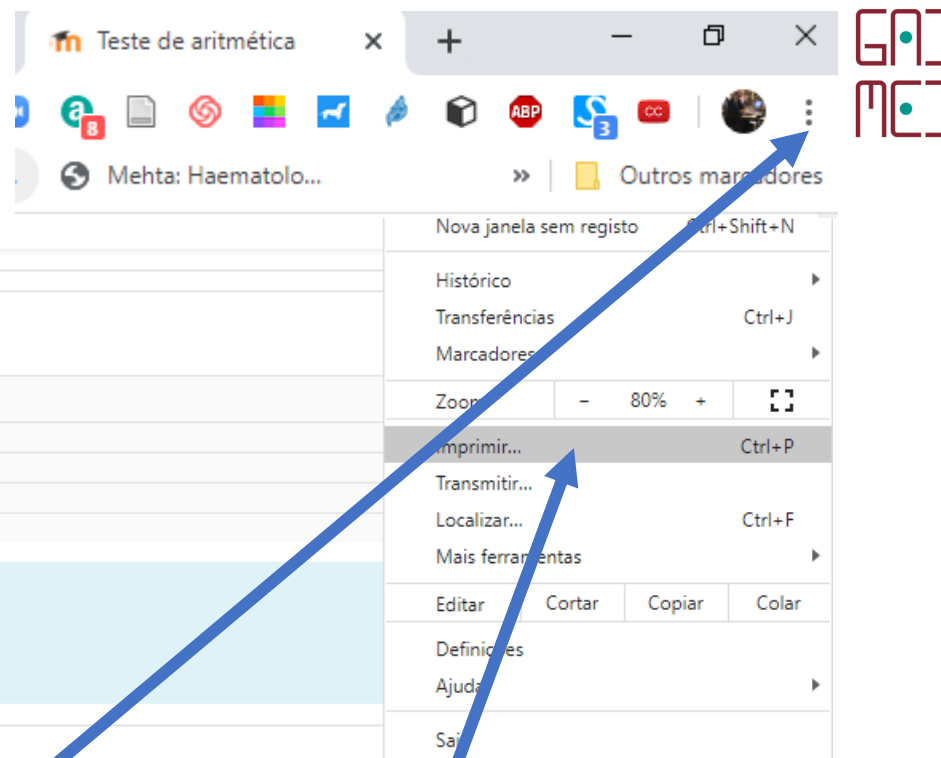 Teste de aritmética
8
ABP
3
CC
Mehta: Haematolo...
» Outros marcadores
Nova janela sem registo Ctrl+Shift+N
Histórico
Transferências Ctrl+J
Marcadores
Zoom - 80% +
Imprimir... Ctrl+P
Transmitir...
Localizar... Ctrl+F
Mais ferramentas
Editar Cortar Copiar Colar
Definições
Ajuda
Sair